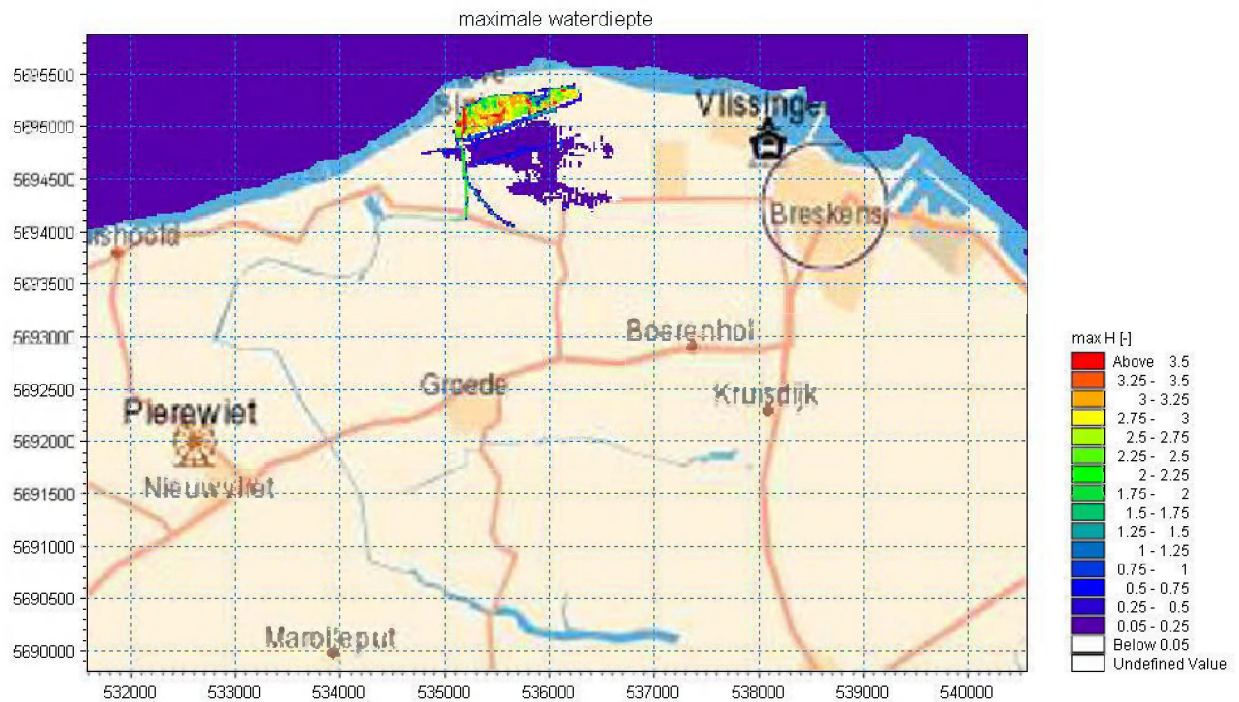 maximale waterdiepte
5695500
5695000
Vlissinge
5694500
Breskens
5694000
5693500
5693000
Boerenhol
max H [-]
Above 3.5
3.25 - 3.5
5692500
Groede
Kruisdijk
3 - 3.25
2.75 - 3
Pierewiet
2.5 - 2.75
5692000
2.25 - 2.5
2 - 2.25
Nieuwvliet
5691500
1.75 - 2
1.5 - 1.75
5691000
1.25 - 1.5
1 - 1.25
0.75 - 1
5690500
0.5 - 0.75
0.25 - 0.5
Marolleput
0.05 - 0.25
5690000
Below 0.05
Undefined Value
532000 533000 534000 535000 536000 537000 538000 539000 540000